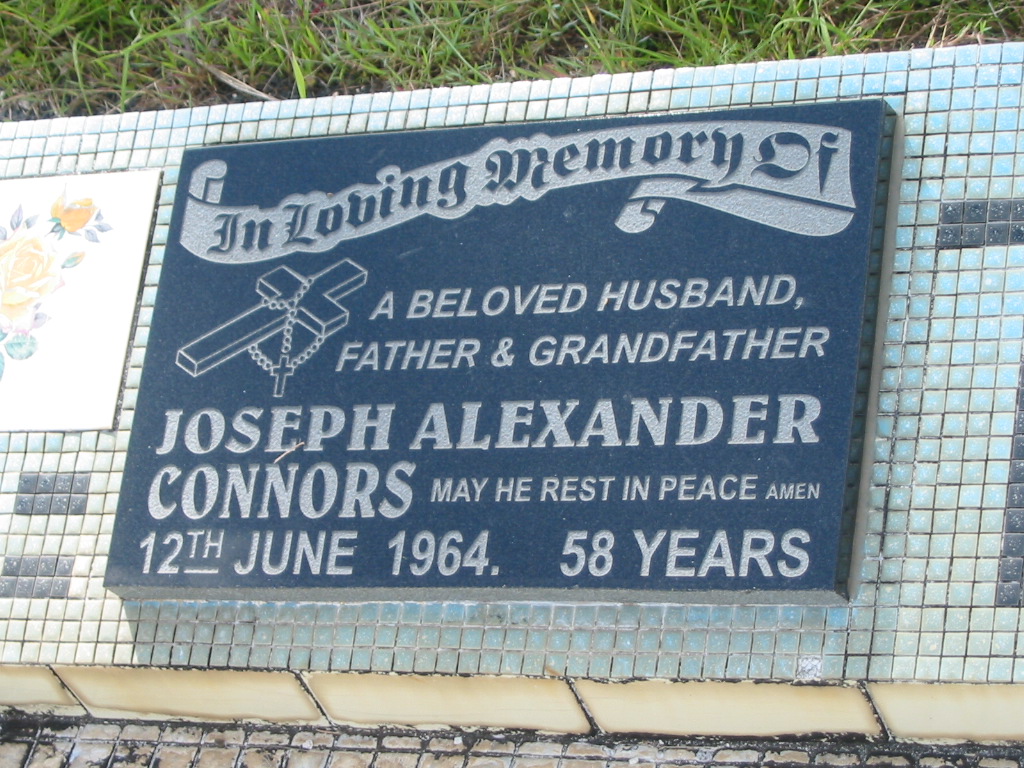 In Loving Memory Of
A BELOVED HUSBAND,
FATHER & GRANDFATHER
JOSEPH ALEXANDER
CONNORS MAY HE REST IN PEACE AMEN
12TH JUNE 1964. 58 YEARS